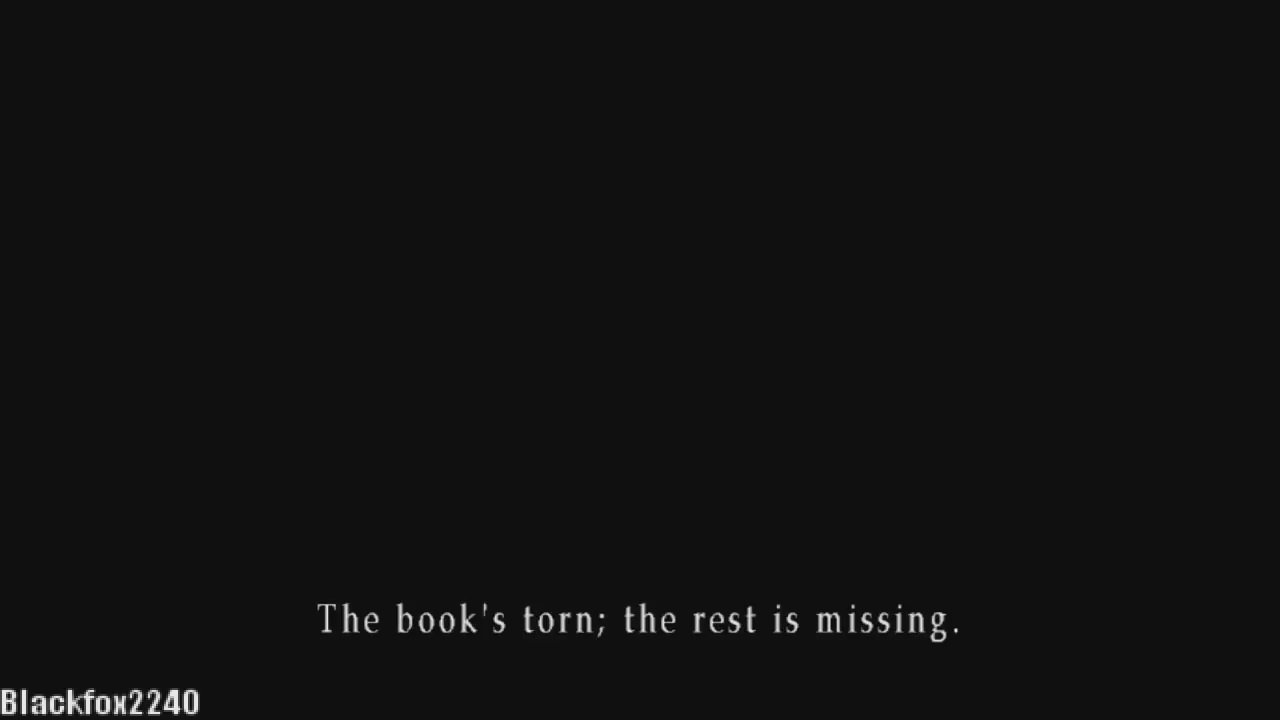 The book's torn; the rest is missing.
Blackfox2240